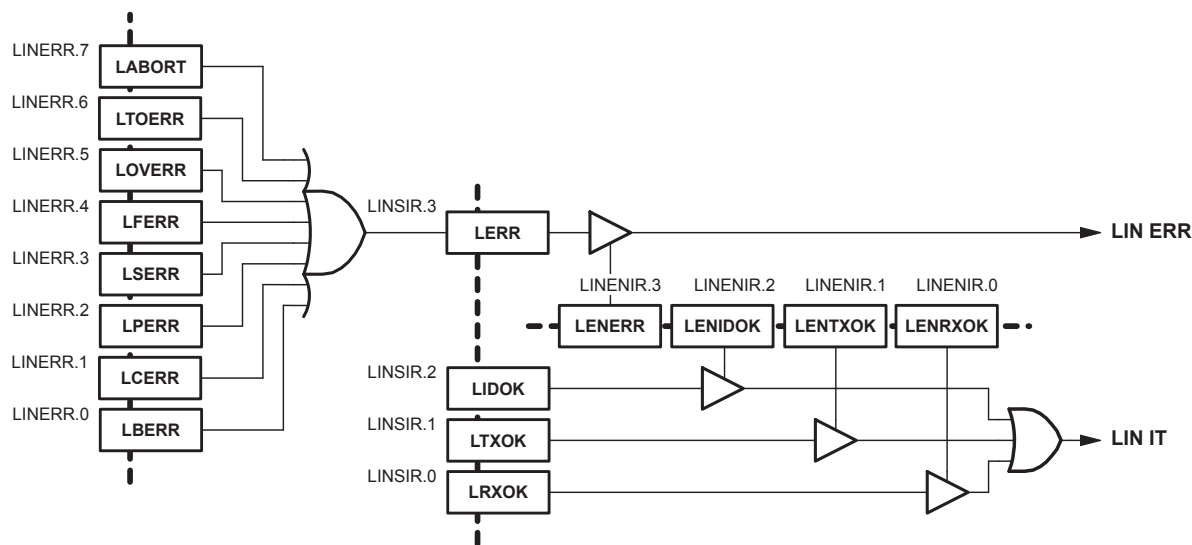 LINERR.7
LABORT
LINERR.6
LTOERR
LINERR.5
LOVERR
LINERR.4
LFERR
LINERR.3
LSERR
LINERR.2
LPERR
LINERR.1
LCERR
LINERR.0
LBERR
LINSIR.3
LERR
LIN ERR
LINENIR.3 LINENIR.2 LINENIR.1 LINENIR.0
LENERR LENIDOK LENTXOK LENRXOK
LINSIR.2
LIDOK
LINSIR.1
LTXOK
LIN IT
LINSIR.0
LRXOK